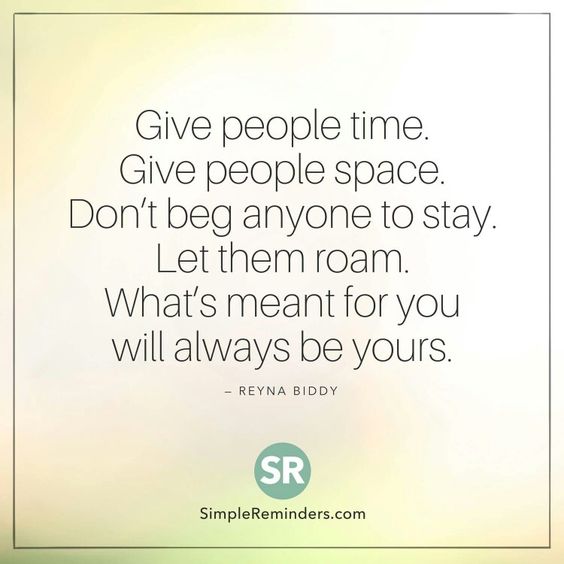 Give people time.
Give people space.
Don’t beg anyone to stay.
Let them roam.
What’s meant for you
will always be yours.
– REYNA BIDDY
SR
SimpleReminders.com